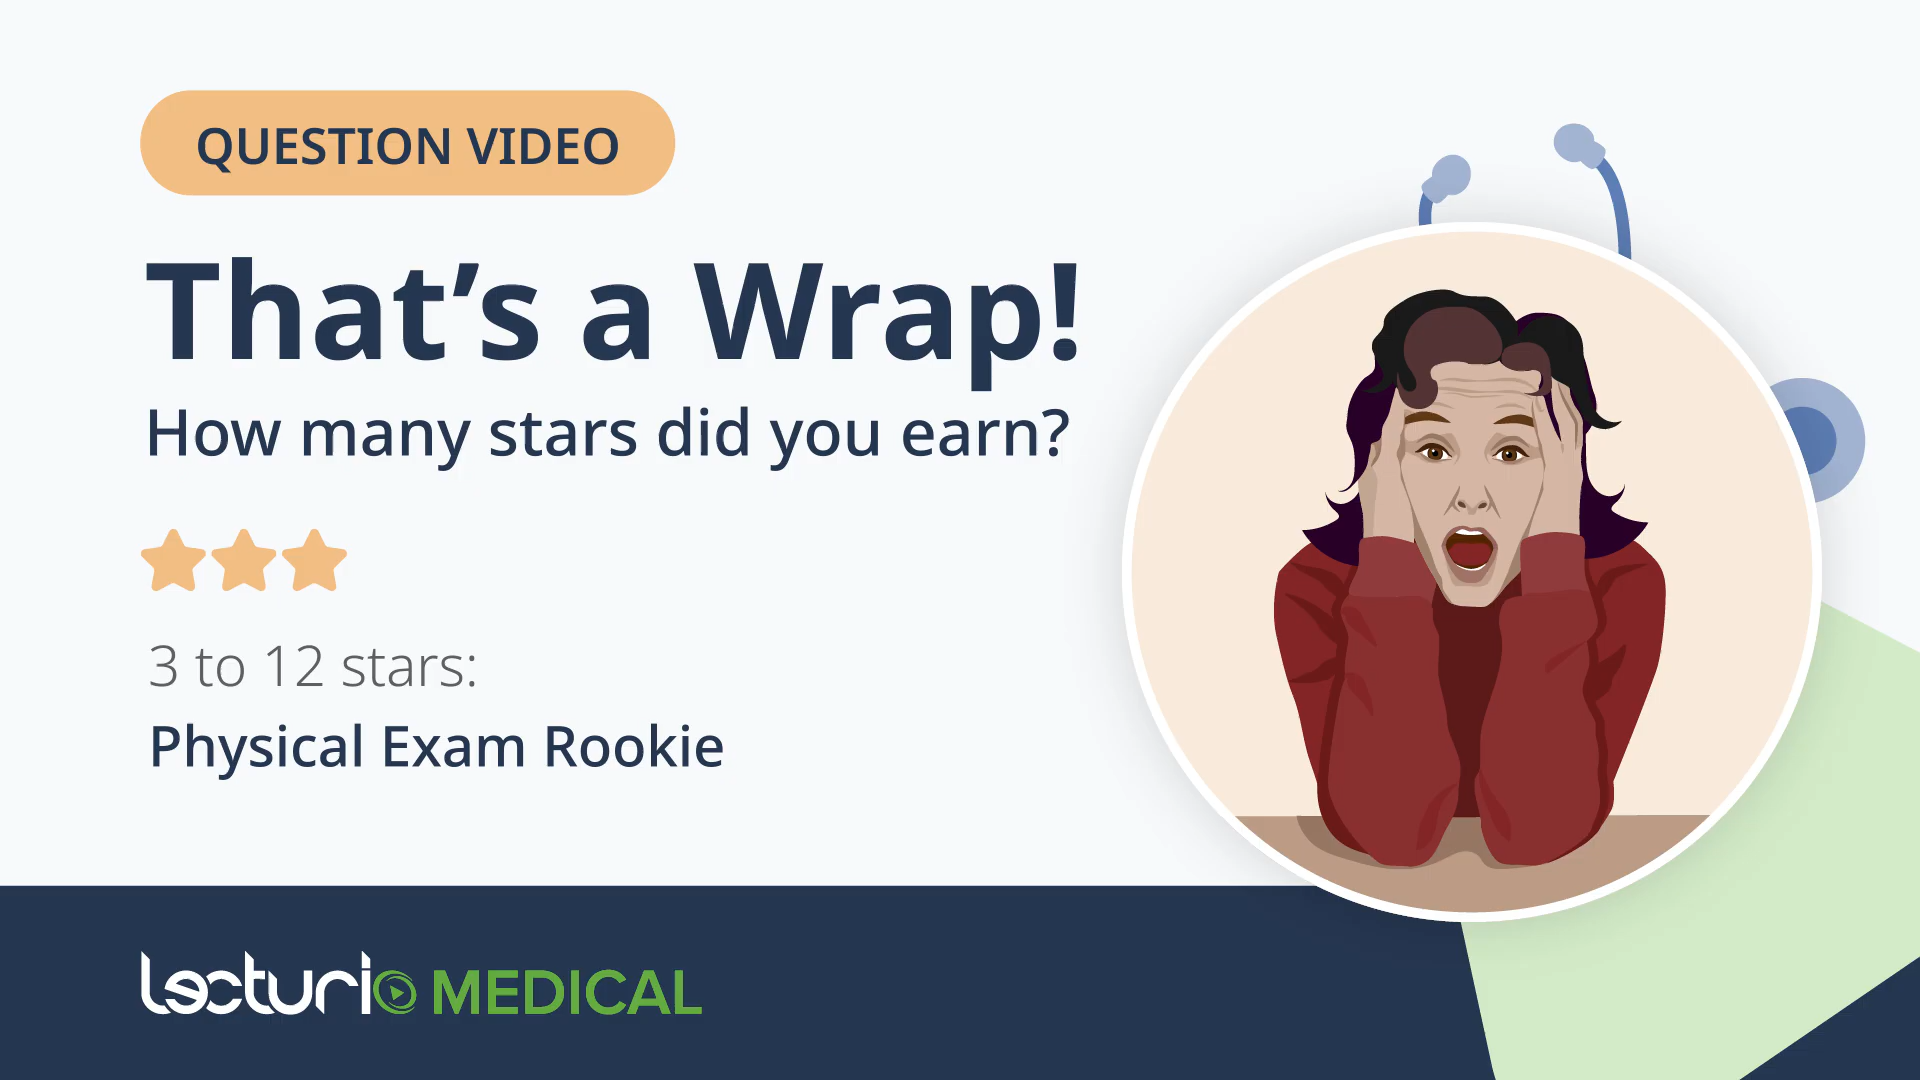 QUESTION VIDEO
That’s a Wrap!
How many stars did you earn?
3 to 12 stars:
Physical Exam Rookie
lecturio MEDICAL